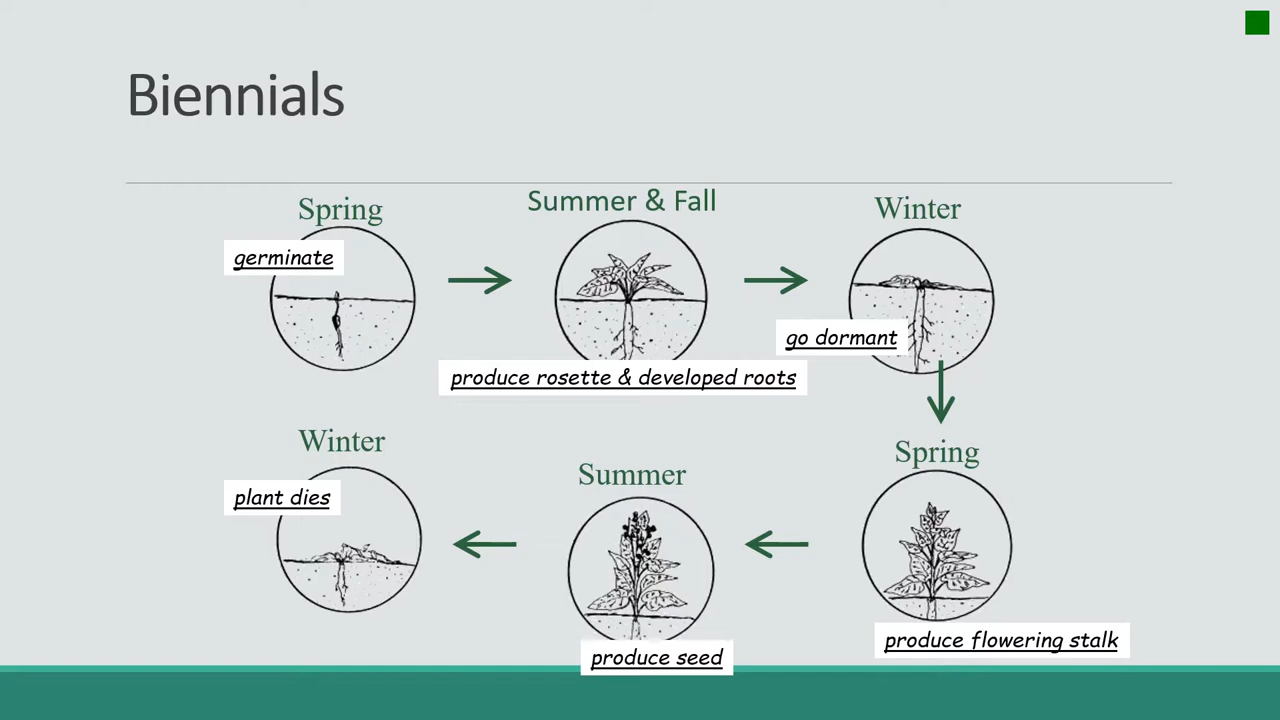 Biennials
Spring
germinate
Summer & Fall
produce rosette & developed roots
Winter
go dormant
Spring
produce flowering stalk
Summer
produce seed
Winter
plant dies